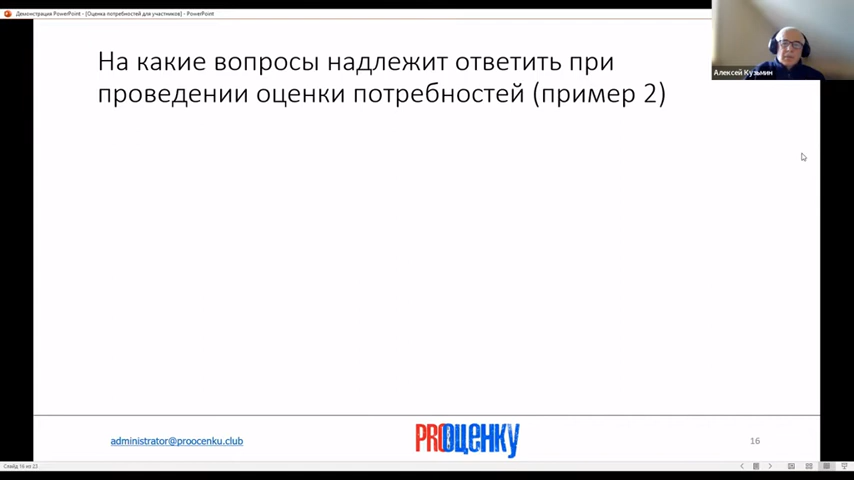 Демонстрация PowerPoint - [Оценка потребностей для участников] - PowerPoint
На какие вопросы надлежит ответить при
проведении оценки потребностей (пример 2)
Алексей Кузьмин
administrator@proocenku.club
PROОЦЕНКУ
16
Слайд 16 из 23